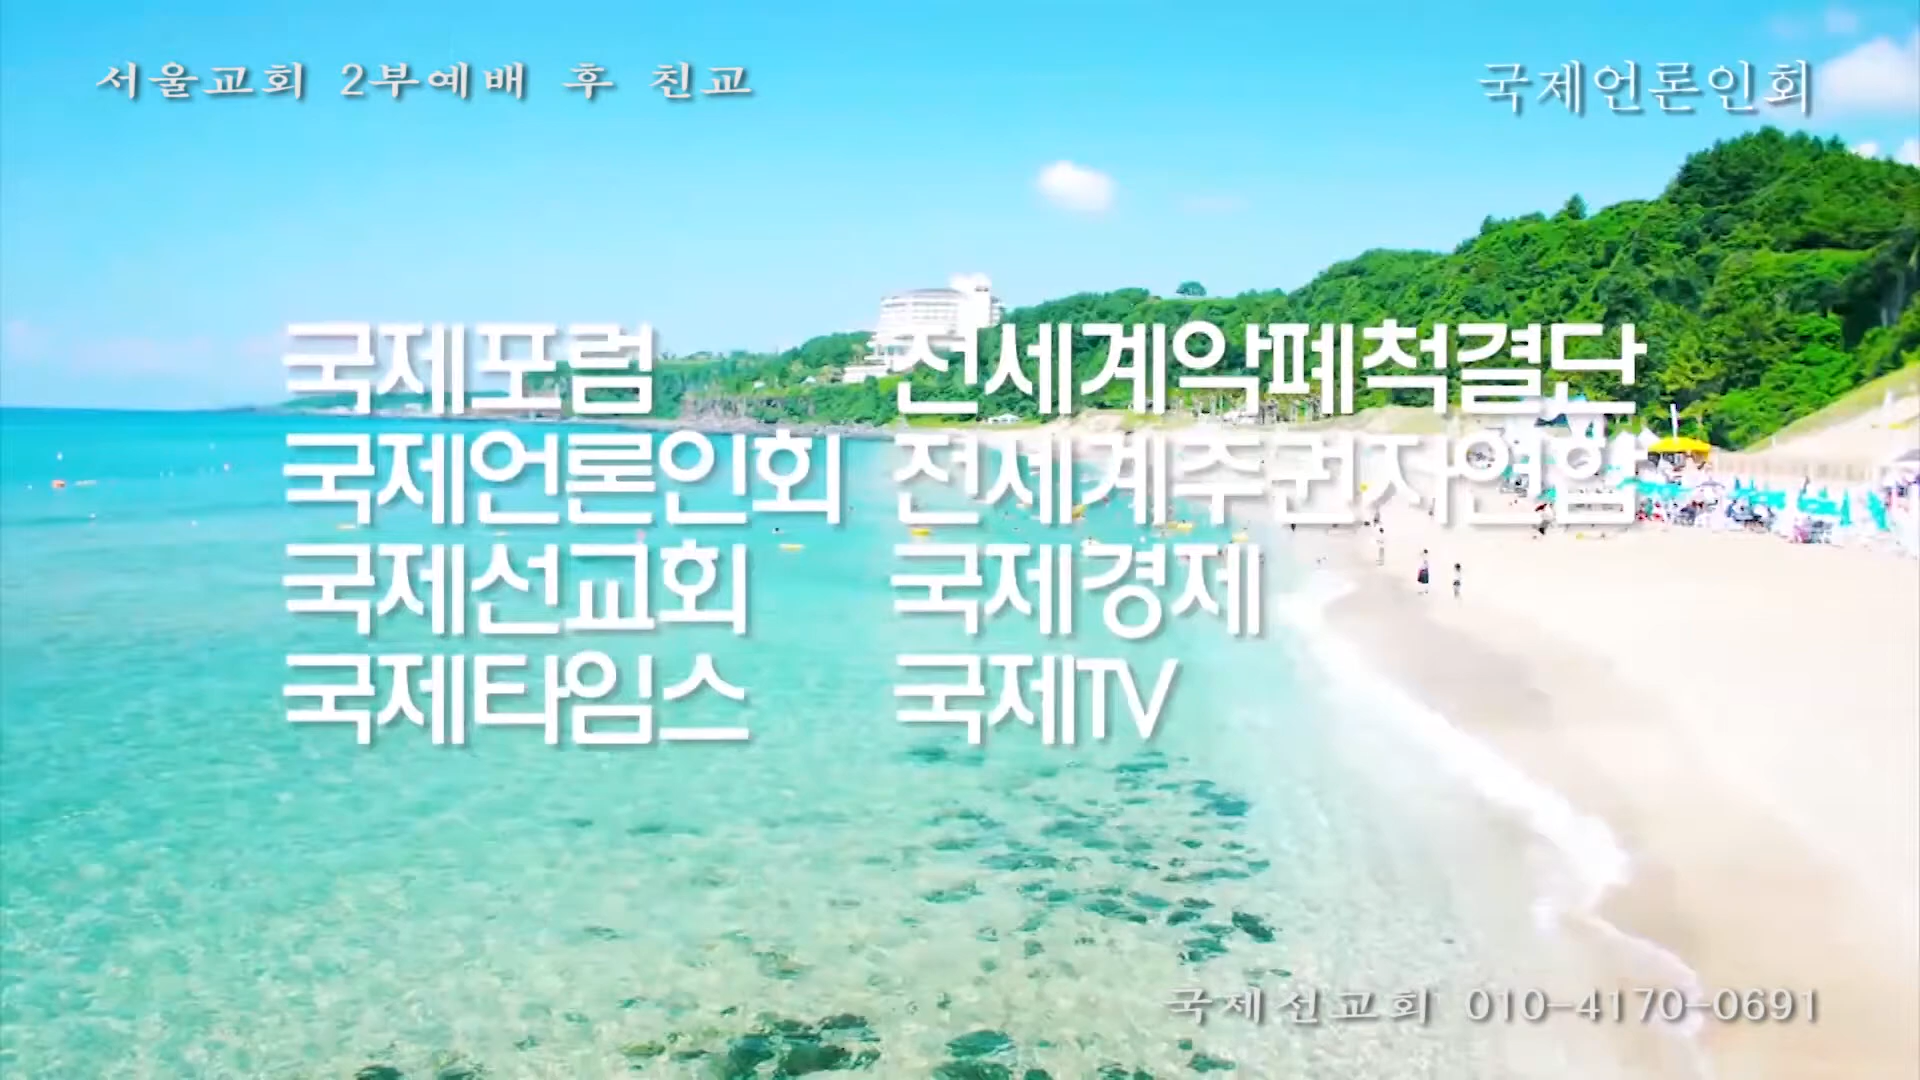 서울교회 2부예배 후 친교
국제언론인회
국제포럼 전세계악폐척결단
국제언론인회 전세계주권자연합
국제선교회 국제경제
국제타임스 국제TV
국제선교회 010-4170-0691